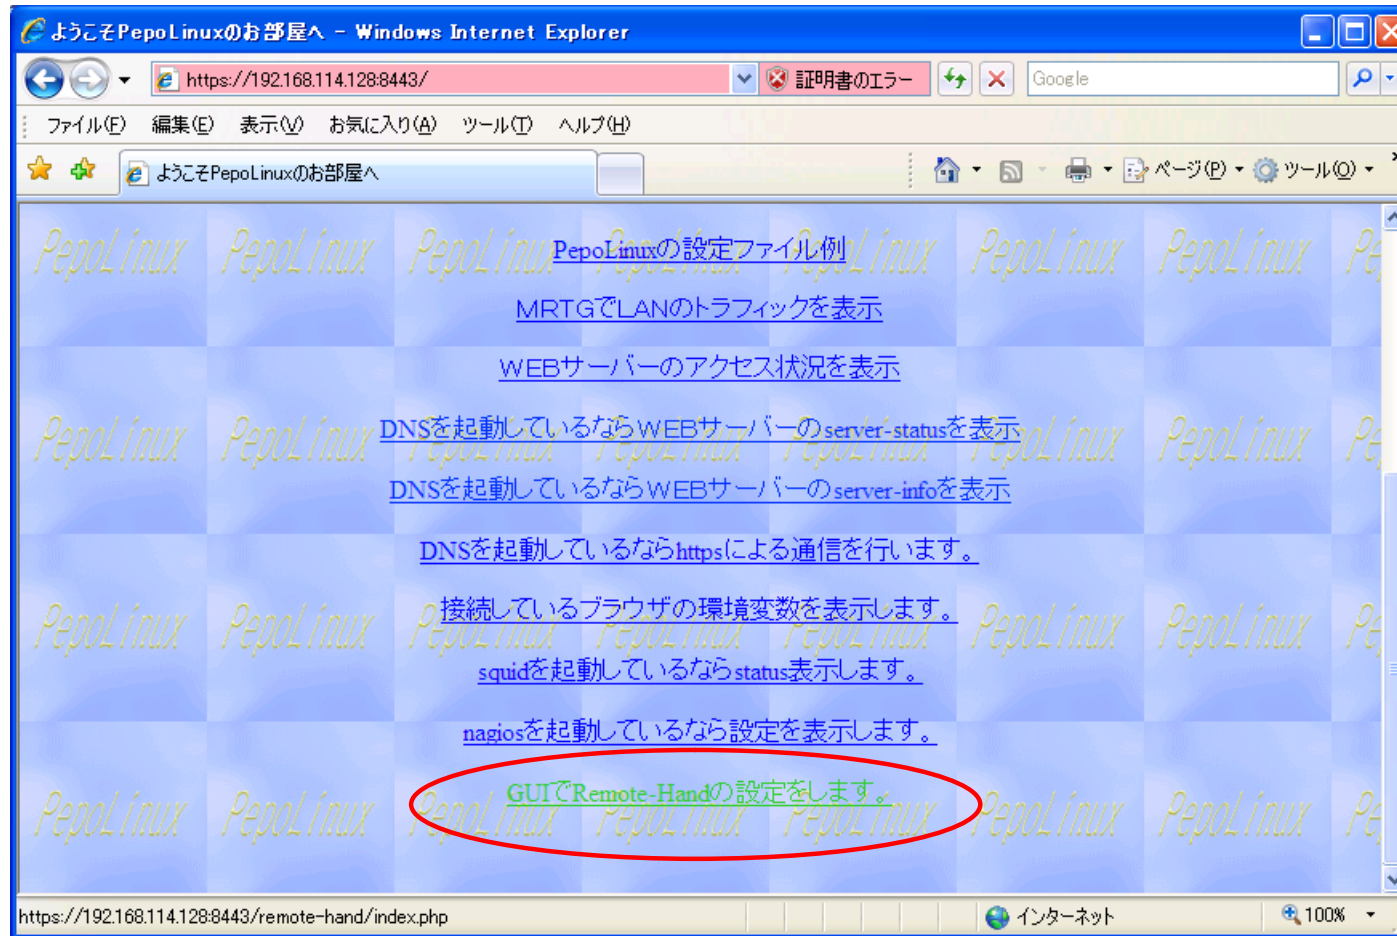 ようこそPepoLinuxのお部屋へ - Windows Internet Explorer
https://192.168.114.128:8443/
証明書のエラー
Google
ファイル(F) 編集(E) 表示(V) お気に入り(A) ツール(T) ヘルプ(H)
ようこそPepoLinuxのお部屋へ
ページ(P) ツール(O)
PepoLinuxの設定ファイル例
MRTGでLANのトラフィックを表示
WEBサーバーのアクセス状況を表示
DNSを起動しているならWEBサーバーのserver-statusを表示
DNSを起動しているならWEBサーバーのserver-infoを表示
DNSを起動しているならhttpsによる通信を行います。
接続しているブラウザの環境変数を表示します。
squidを起動しているならstatus表示します。
nagiosを起動しているなら設定を表示します。
GUIでRemote-Handの設定をします。
PepoLinux PepoLinux PepoLinux PepoLinux PepoLinux PepoLinux PepoLinux
https://192.168.114.128:8443/remote-hand/index.php
インターネット
100%